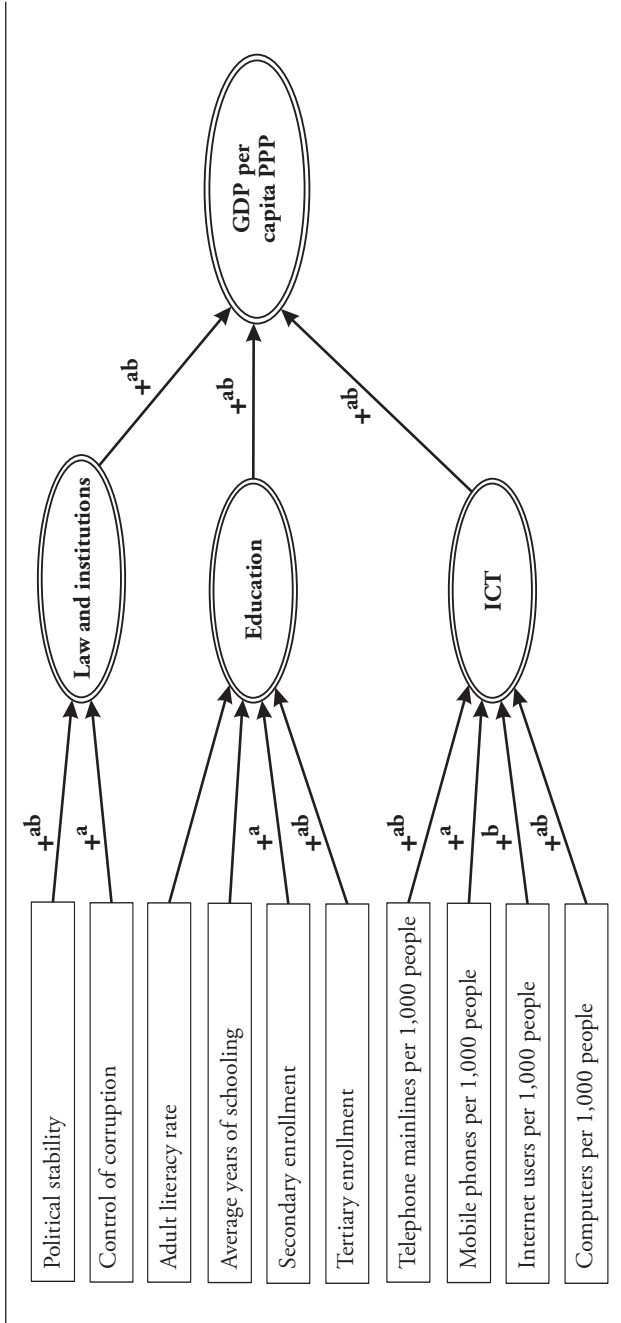 Political stability
Control of corruption
Adult literacy rate
Average years of schooling
Secondary enrollment
Tertiary enrollment
Telephone mainlines per 1,000 people
Mobile phones per 1,000 people
Internet users per 1,000 people
Computers per 1,000 people
+ab
+a
+a
+ab
+ab
+a
+b
+ab
Law and institutions
Education
ICT
+ab
+ab
+ab
GDP per
capita PPP